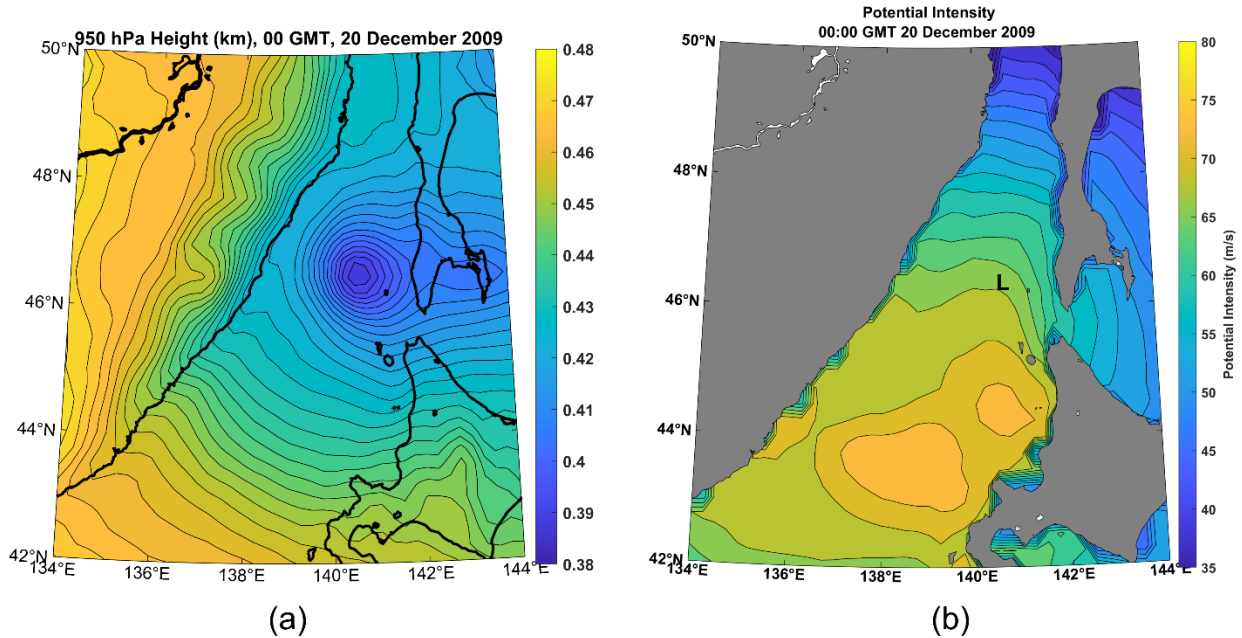 950 hPa Height (km), 00 GMT, 20 December 2009
50°N
48°N
46°N
44°N
42°N
134°E
136°E
138°E
140°E
142°E
144°E
0.48
0.47
0.46
0.45
0.44
0.43
0.42
0.41
0.4
0.39
0.38
(a)
Potential Intensity
00:00 GMT 20 December 2009
50°N
48°N
46°N
44°N
42°N
134°E
136°E
138°E
140°E
142°E
144°E
L
80
75
70
65
60
55
50
45
40
35
Potential Intensity (m/s)
(b)